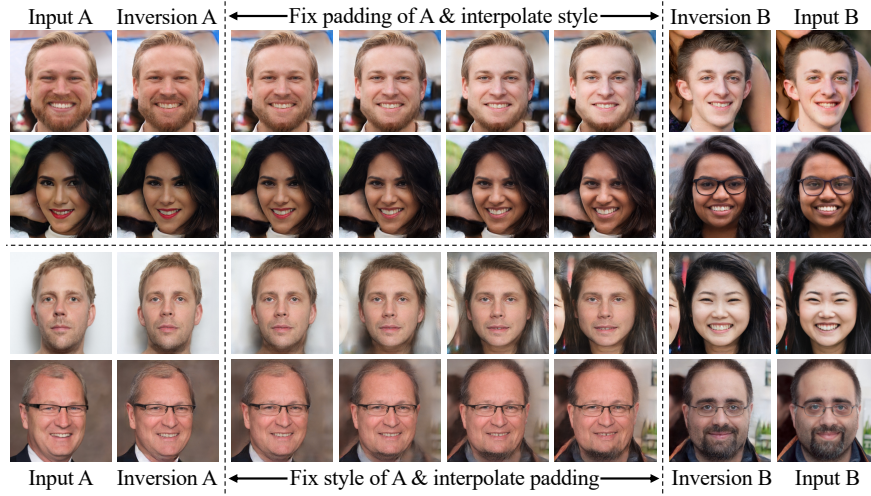 Input A Inversion A Fix padding of A & interpolate style Inversion B Input B
Input A Inversion A Fix style of A & interpolate padding Inversion B Input B